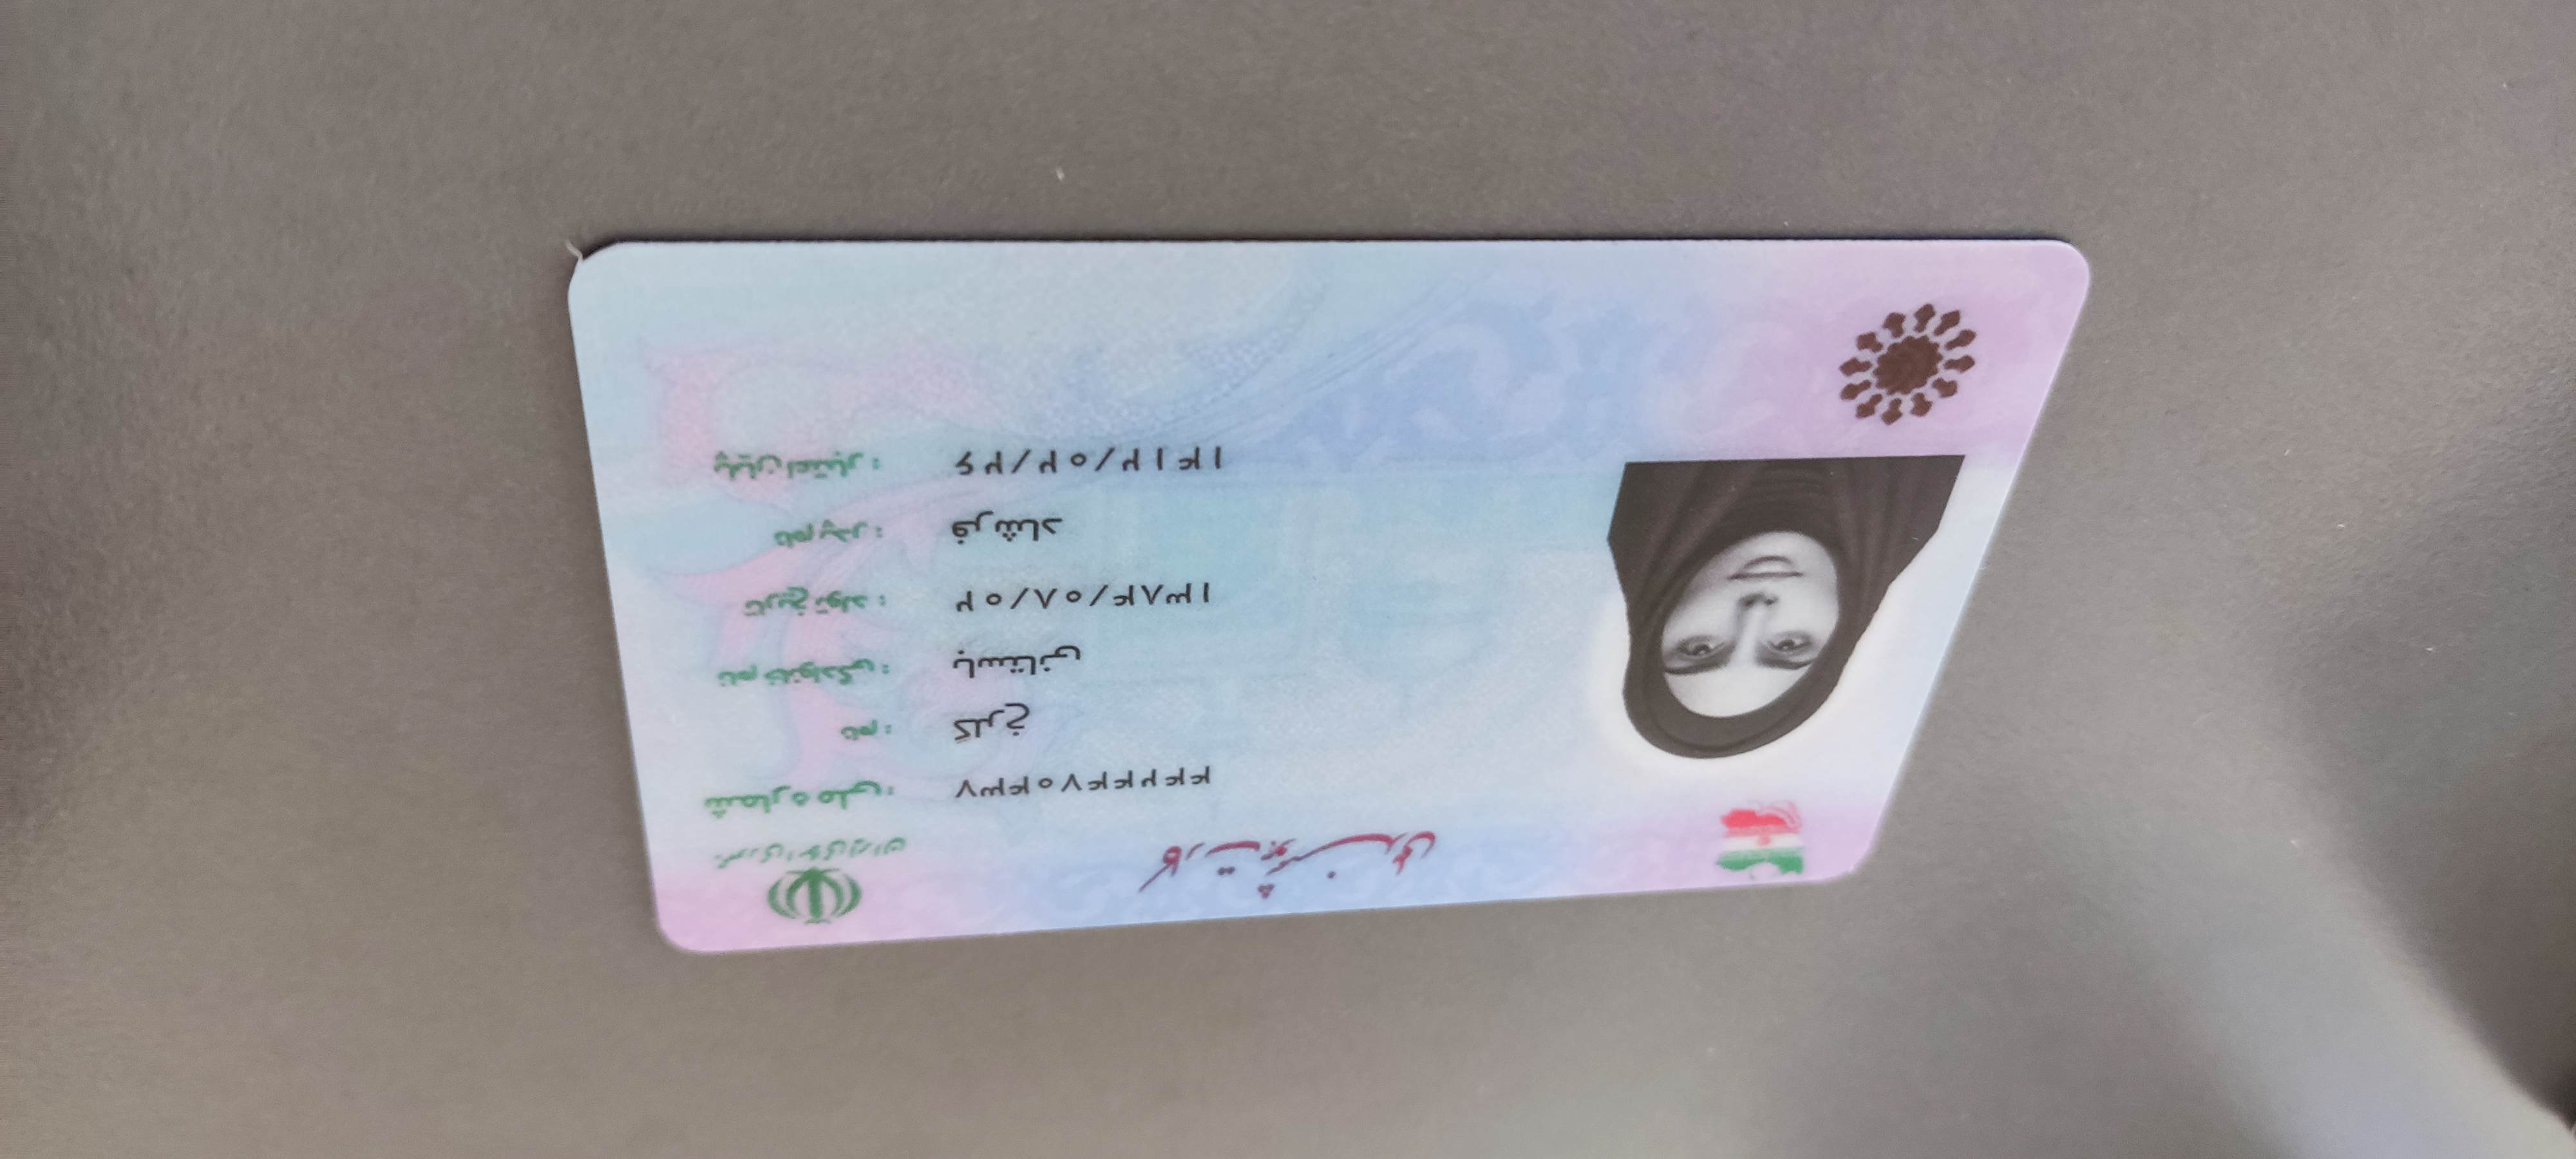 جمهوری اسلامی ایران
کارت هوشمند ملی
شماره ملی: ۴۴۲۴۴۷۰۴۳۷
نام: گلرخ
نام خانوادگی: باستانی
تاریخ تولد: ۱۳۸۴/۰۸/۰۲
نام پدر: فرشاد
پایان اعتبار: ۱۴۱۲/۰۲/۲۶